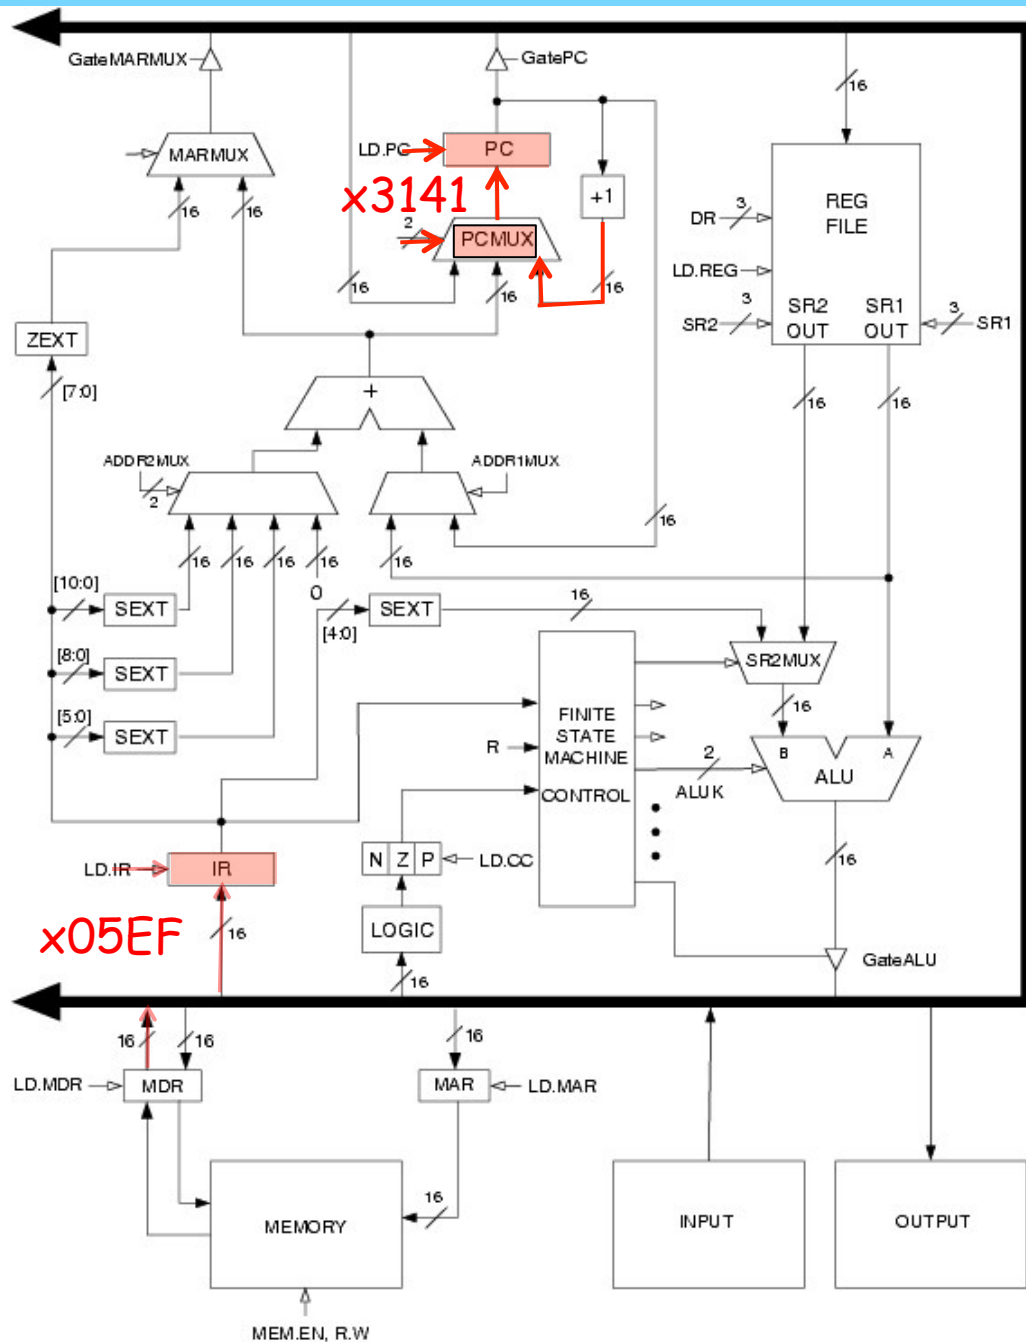 GateMARMUX
GatePC
16
MARMUX
LD.PC
PC
x3141
+1
16
16
2
PCMUX
16
16
16
REG
FILE
DR
3
LD.REG
SR2
3
SR2
OUT
SR1
OUT
3
SR1
ZEXT
[7:0]
+
16
16
ADDR2MUX
2
ADDR1MUX
16
16
16
16
16
16
0
[10:0]
SEXT
[4:0]
SEXT
16
[8:0]
SEXT
SR2MUX
[5:0]
SEXT
FINITE
STATE
MACHINE
CONTROL
R
16
B
A
ALU
2
ALUK
N Z P
LD.CC
LD.IR
IR
16
x05EF
16
LOGIC
16
GateALU
16
16
16
LD.MDR
MDR
MAR
LD.MAR
16
MEMORY
INPUT
OUTPUT
MEM.EN, R.W